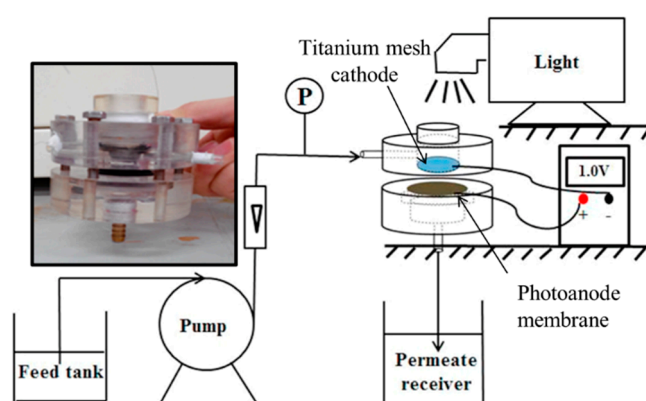 Titanium mesh
cathode
Light
P
1.0V
+ -
Photoanode
membrane
Pump
Feed tank
Permeate
receiver